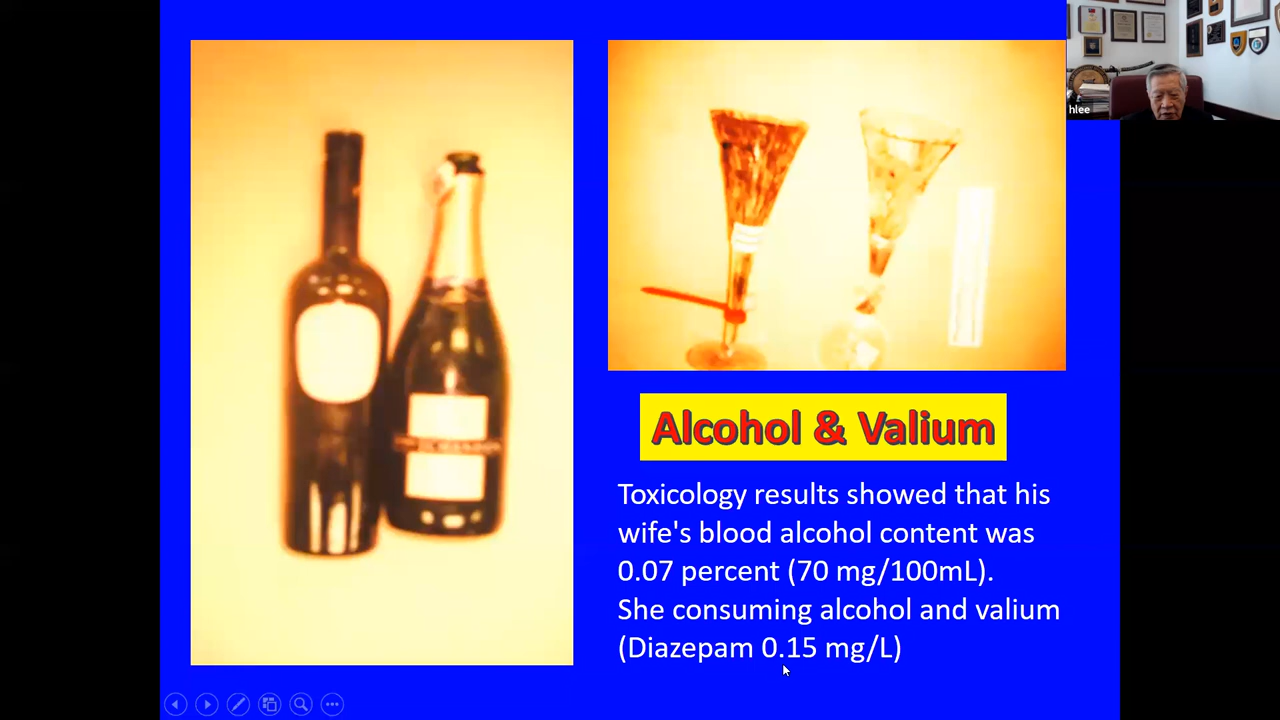 hlee
Alcohol & Valium
Toxicology results showed that his
wife's blood alcohol content was
0.07 percent (70 mg/100mL).
She consuming alcohol and valium
(Diazepam 0.15 mg/L)